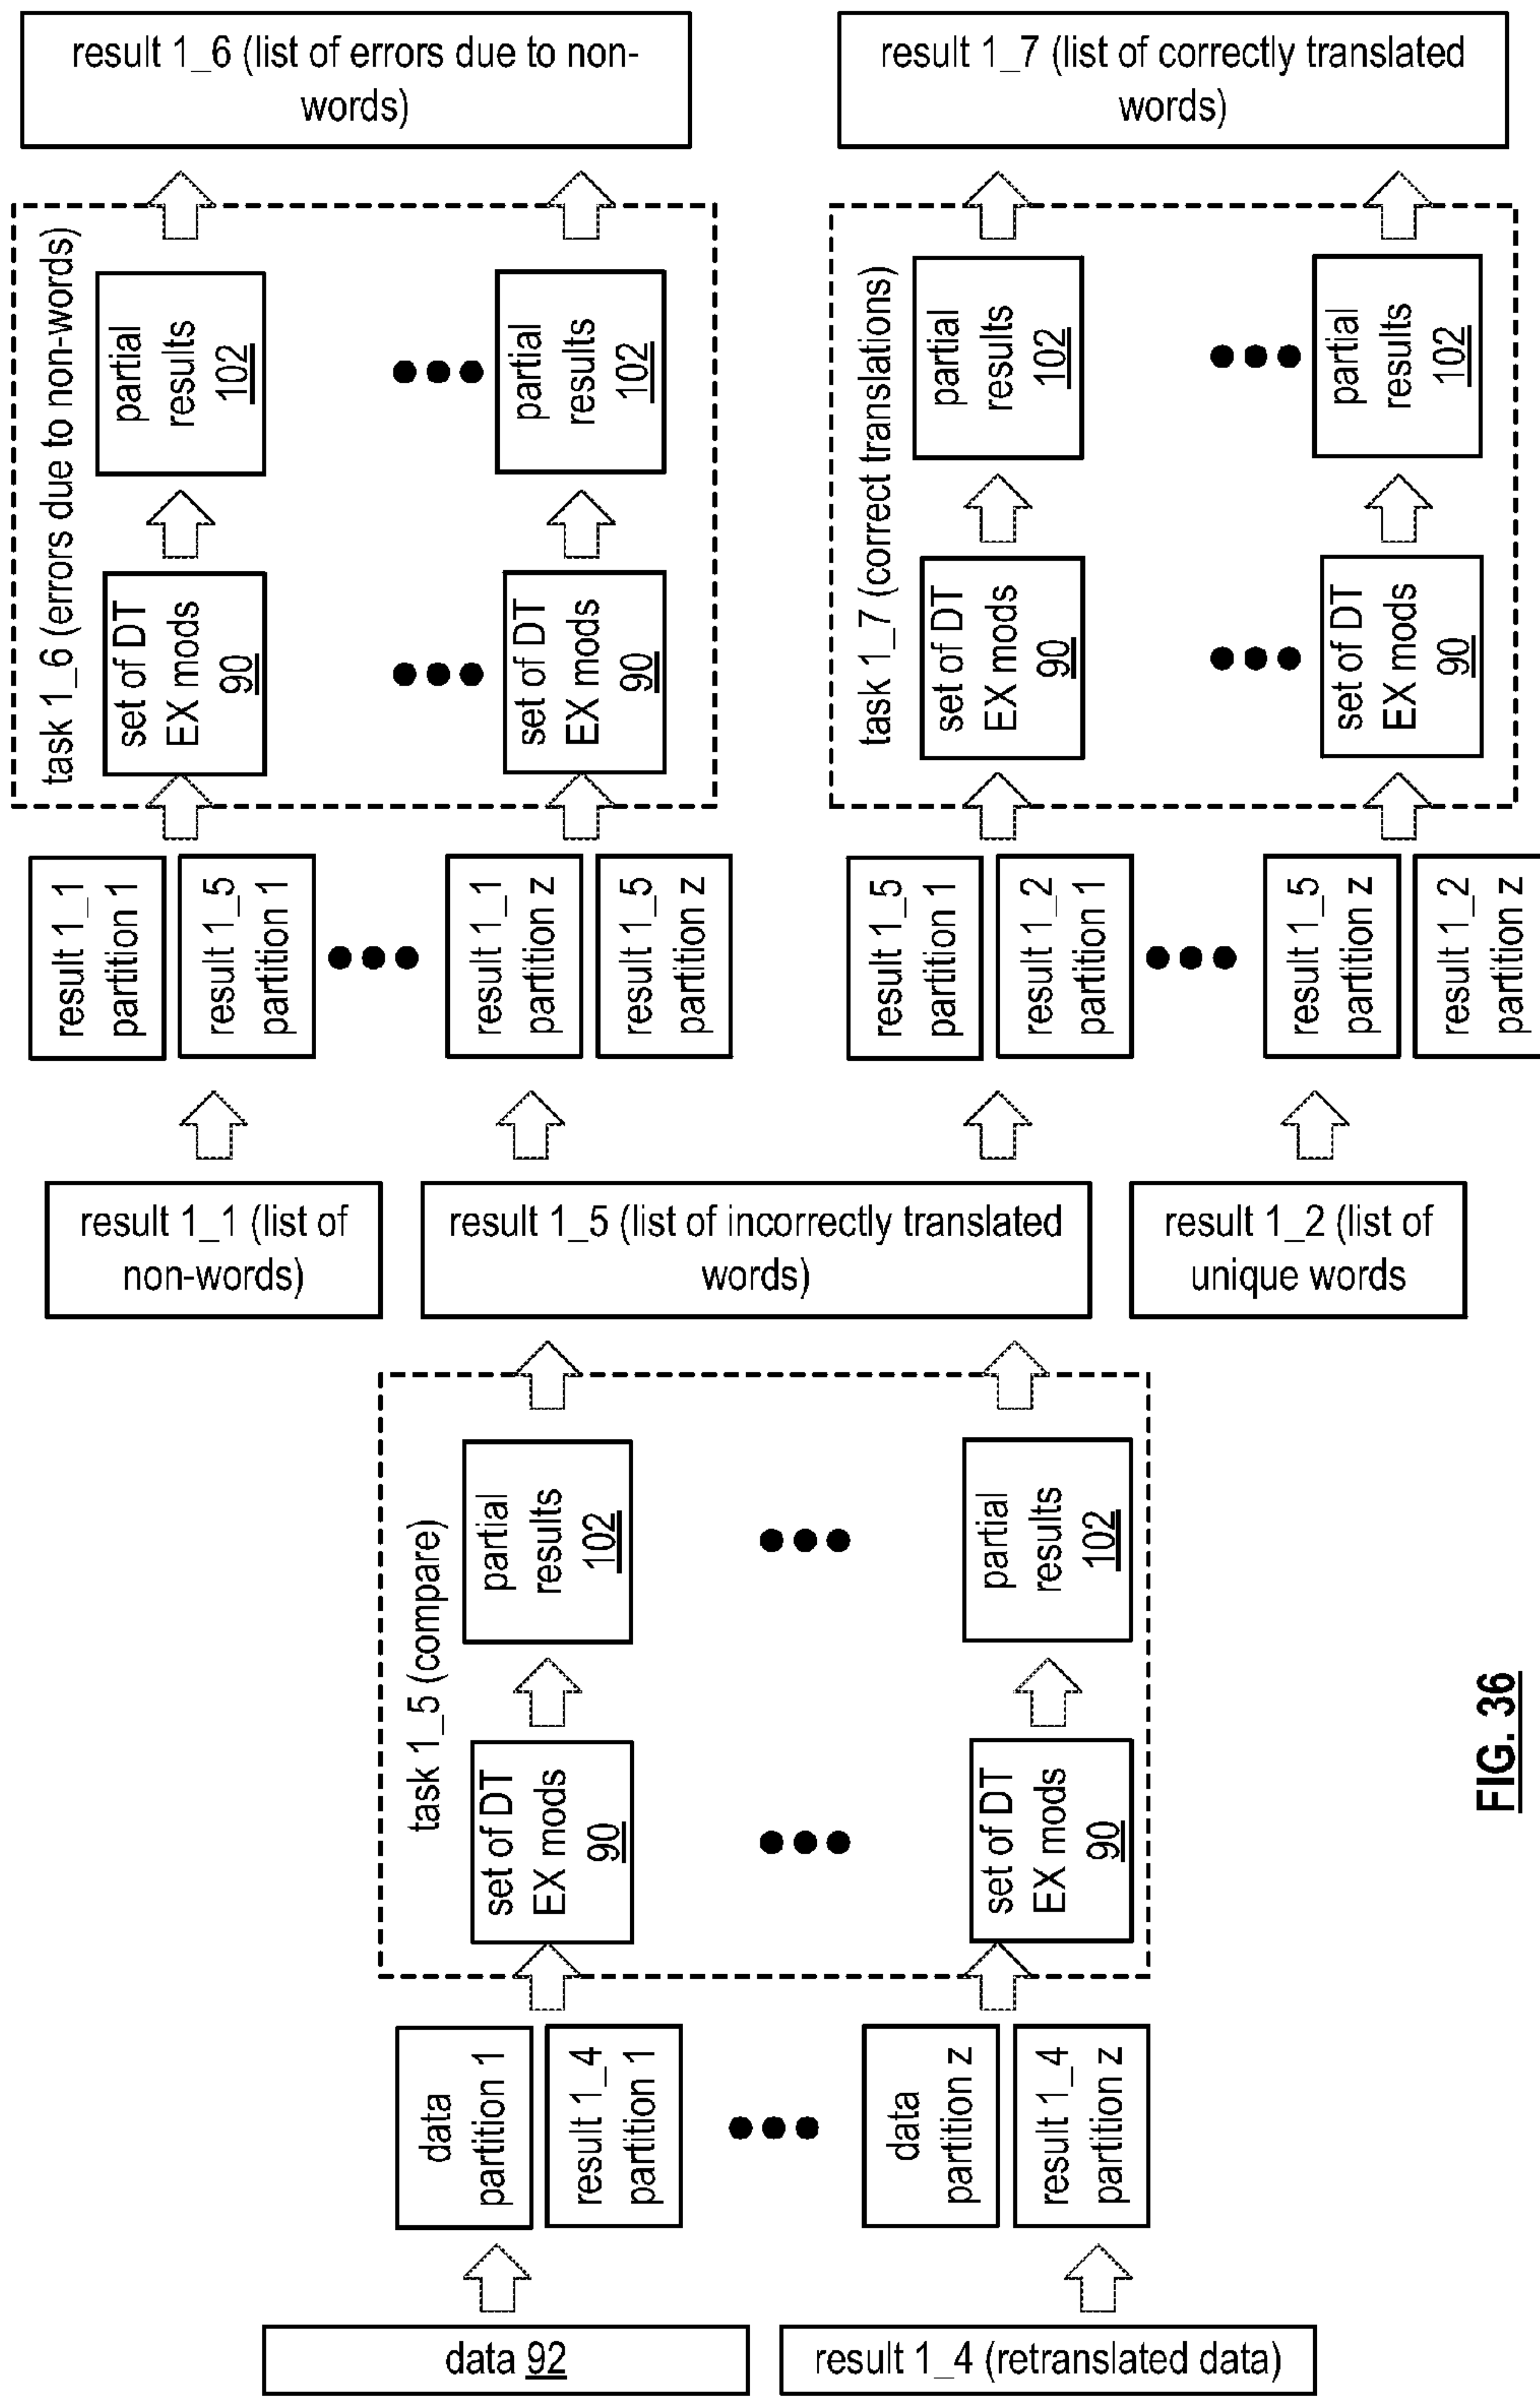 result 1_6 (list of errors due to non-
words)
result 1_7 (list of correctly translated
words)
task 1_6 (errors due to non-words)
partial
results
102
partial
results
102
set of DT
EX mods
90
set of DT
EX mods
90
task 1_7 (correct translations)
partial
results
102
partial
results
102
set of DT
EX mods
90
set of DT
EX mods
90
result 1_1
partition 1
result 1_5
partition 1
result 1_1
partition z
result 1_5
partition z
result 1_5
partition 1
result 1_2
partition 1
result 1_5
partition z
result 1_2
partition z
result 1_1 (list of
non-words)
result 1_5 (list of incorrectly translated
words)
result 1_2 (list of
unique words
task 1_5 (compare)
partial
results
102
partial
results
102
set of DT
EX mods
90
set of DT
EX mods
90
data
partition 1
result 1_4
partition 1
data
partition z
result 1_4
partition z
data 92
result 1_4 (retranslated data)
FIG. 36